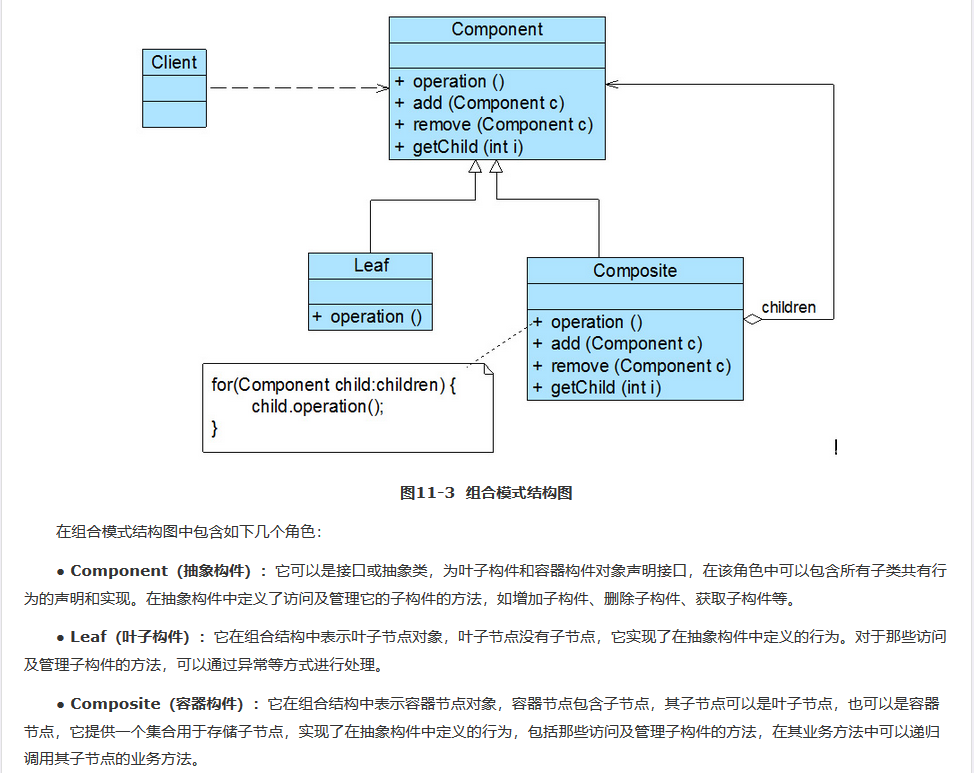 Component
Client
+ operation ()
+ add (Component c)
+ remove (Component c)
+ getChild (int i)
Leaf
+ operation ()
Composite
+ operation ()
+ add (Component c)
+ remove (Component c)
+ getChild (int i)
children
for(Component child:children) {
child.operation();
}
!
图11-3 组合模式结构图
在组合模式结构图中包含如下几个角色：
● Component（抽象构件）：它可以是接口或抽象类，为叶子构件和容器构件对象声明接口，在该角色中可以包含所有子类共有行
为的声明和实现。在抽象构件中定义了访问及管理它的子构件的方法，如增加子构件、删除子构件、获取子构件等。
● Leaf（叶子构件）：它在组合结构中表示叶子节点对象，叶子节点没有子节点，它实现了在抽象构件中定义的行为。对于那些访问
及管理子构件的方法，可以通过异常等方式进行处理。
● Composite（容器构件）：它在组合结构中表示容器节点对象，容器节点包含子节点，其子节点可以是叶子节点，也可以是容器
节点，它提供一个集合用于存储子节点，实现了在抽象构件中定义的行为，包括那些访问及管理子构件的方法，在其业务方法中可以递归
调用其子节点的业务方法。